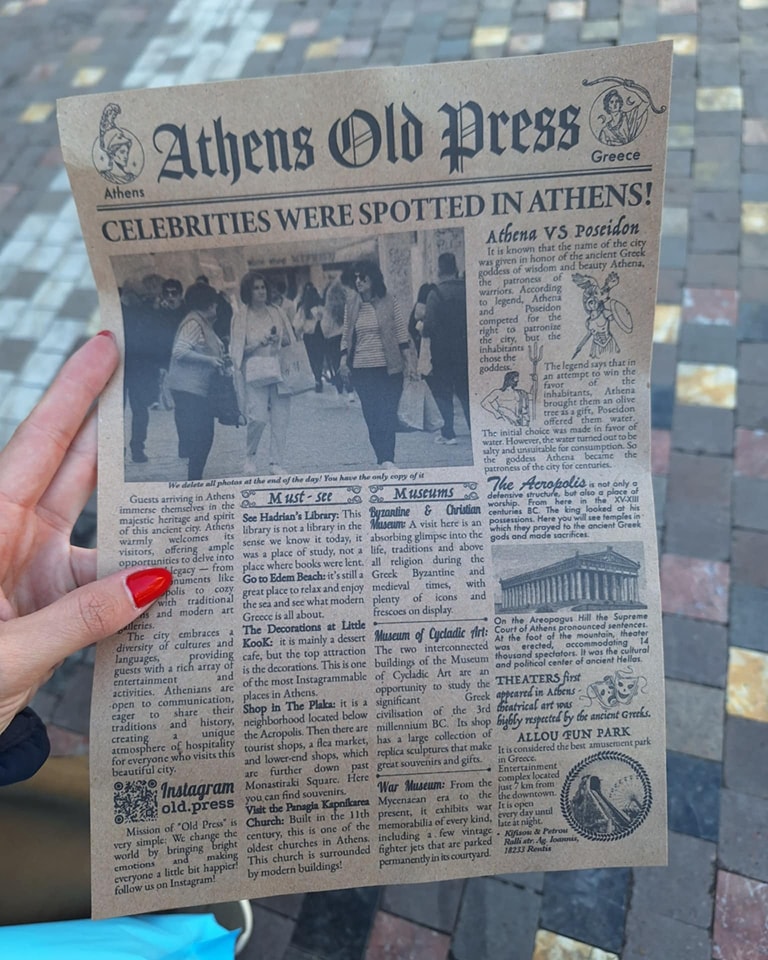 Athens Old Press
Athens
Greece
CELEBRITIES WERE SPOTTED IN ATHENS!
We delete all photos at the end of the day! You have the only copy of it
Guests arriving in Athens
immerse themselves in the
majestic heritage and spirit
of this ancient city. Athens
warmly welcomes its
visitors, offering ample
opportunities to delve into
legacy — from
like
to cozy
with traditional
and modern art
The city embraces a
diversity of cultures and
languages, providing
guests with a rich array of
entertainment and
activities. Athenians are
open to communication,
eager to share their
traditions and history,
creating a unique
atmosphere of hospitality
for everyone who visits this
beautiful city.
Instagram
old.press
Mission of "Old Press" is
very simple: We change the
world by bringing bright
emotions and making
everyone a little bit happier!
follow us on Instagram!
Must-see
See Hadrian's Library: This
library is not a library in the
sense we know it today, it
was a place of study, not a
place where books were lent.
Go to Edem Beach: it's still a
great place to relax and enjoy
the sea and see what modern
Greece is all about.
The Decorations at Little
KooK: it is mainly a dessert
cafe, but the top attraction
is the decorations. This is one
of the most Instagrammable
places in Athens.
Shop in The Plaka: it is a
neighborhood located below
the Acropolis. Then there are
tourist shops, a flea market,
and lower-end shops, which
are further down past
Monastiraki Square. Here
you can find souvenirs.
Visit the Panagia Kapnikarea
Church: Built in the 11th
century, this is one of the
oldest churches in Athens.
This church is surrounded
by modern buildings!
Museums
Byzantine & Christian
Museum: A visit here is an
absorbing glimpse into the
life, traditions and above
all religion during the
Greek Byzantine and
medieval times, with
plenty of icons and
frescoes on display.
Museum of Cycladic Art:
The two interconnected
buildings of the Museum
of Cycladic Art are an
opportunity to study the
significant Greek
civilisation of the 3rd
millennium BC. Its shop
has a large collection of
replica sculptures that make
great souvenirs and gifts.
War Museum: From the
Mycenaean era to the
present, it exhibits war
memorabilia of every kind,
including a few vintage
fighter jets that are parked
permanently in its courtyard.
Athena VS Poseidon
It is known that the name of the city
was given in honor of the ancient Greek
goddess of wisdom and beauty Athena,
the patroness of
warriors. According
to legend, Athena
and Poseidon
competed for the
right to patronize
the city, but the
inhabitants
chose the
goddess.
The legend says that in
an attempt to win the
favor of the
inhabitants, Athena
brought them an olive
tree as a gift, Poseidon
offered them water.
The initial choice was made in favor of
water. However, the water turned out to be
salty and unsuitable for consumption. So
the goddess Athena became the
patroness of the city for centuries.
The Acropolis is not only a
defensive structure, but also a place of
worship. From here in the XV-XIII
centuries BC. The king looked at his
possessions. Here you will see temples in
which they prayed to the ancient Greek
gods and made sacrifices.
On the Areopagus Hill the Supreme
Court of Athens pronounced sentences.
At the foot of the mountain, theater
was erected, accommodating 14
thousand spectators. It was the cultural
and political center of ancient Hellas.
THEATERS first
appeared in Athens
theatrical art was
highly respected by the ancient Greeks.
ALLOU FUN PARK
It is considered the best amusement park
in Greece.
Entertainment
complex located
just 7 km from
the downtown.
It is open
every day until
late at night.
• Kifisou & Petrou
Ralli str. Ag. Ioannis,
18233 Rentis